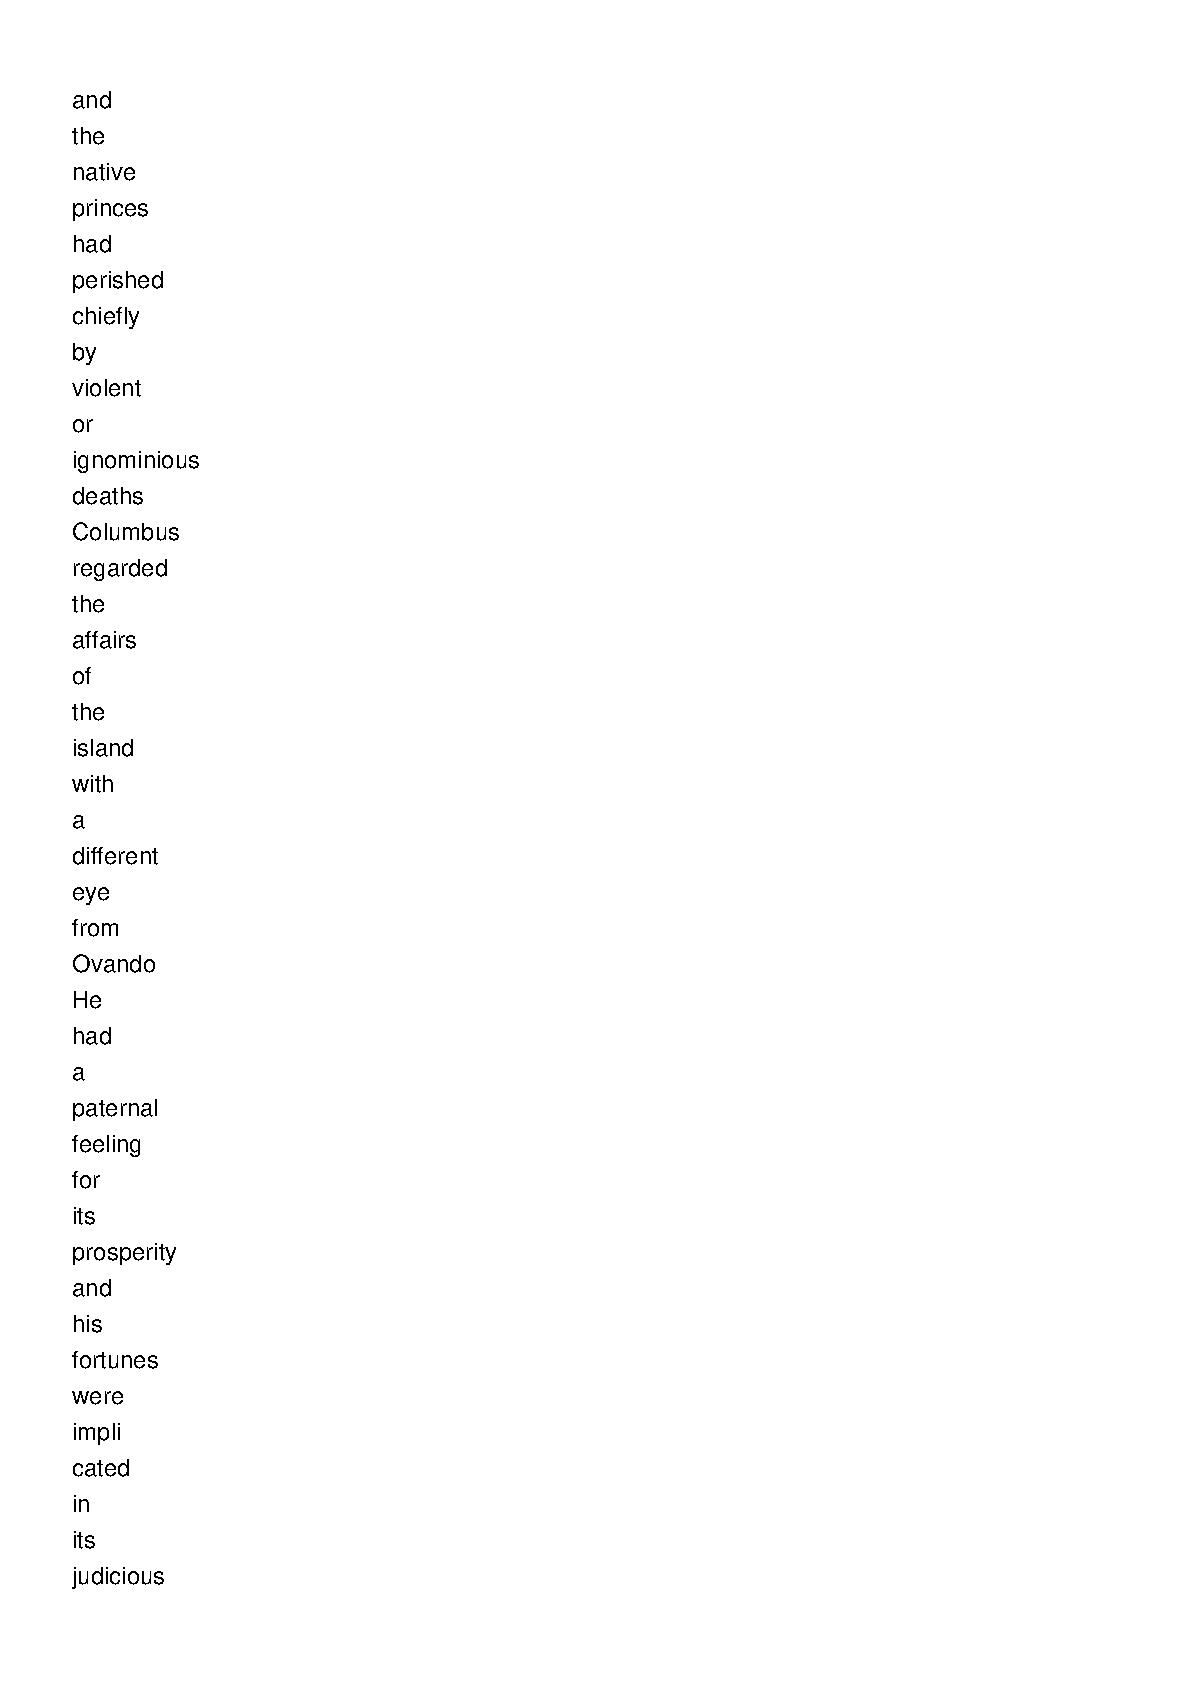 and
the
native
princes
had
perished
chiefly
by
violent
or
ignominious
deaths
Columbus
regarded
the
affairs
of
the
island
with
a
different
eye
from
Ovando
He
had
a
paternal
feeling
for
its
prosperity
and
his
fortunes
were
impli
cated
in
its
judicious